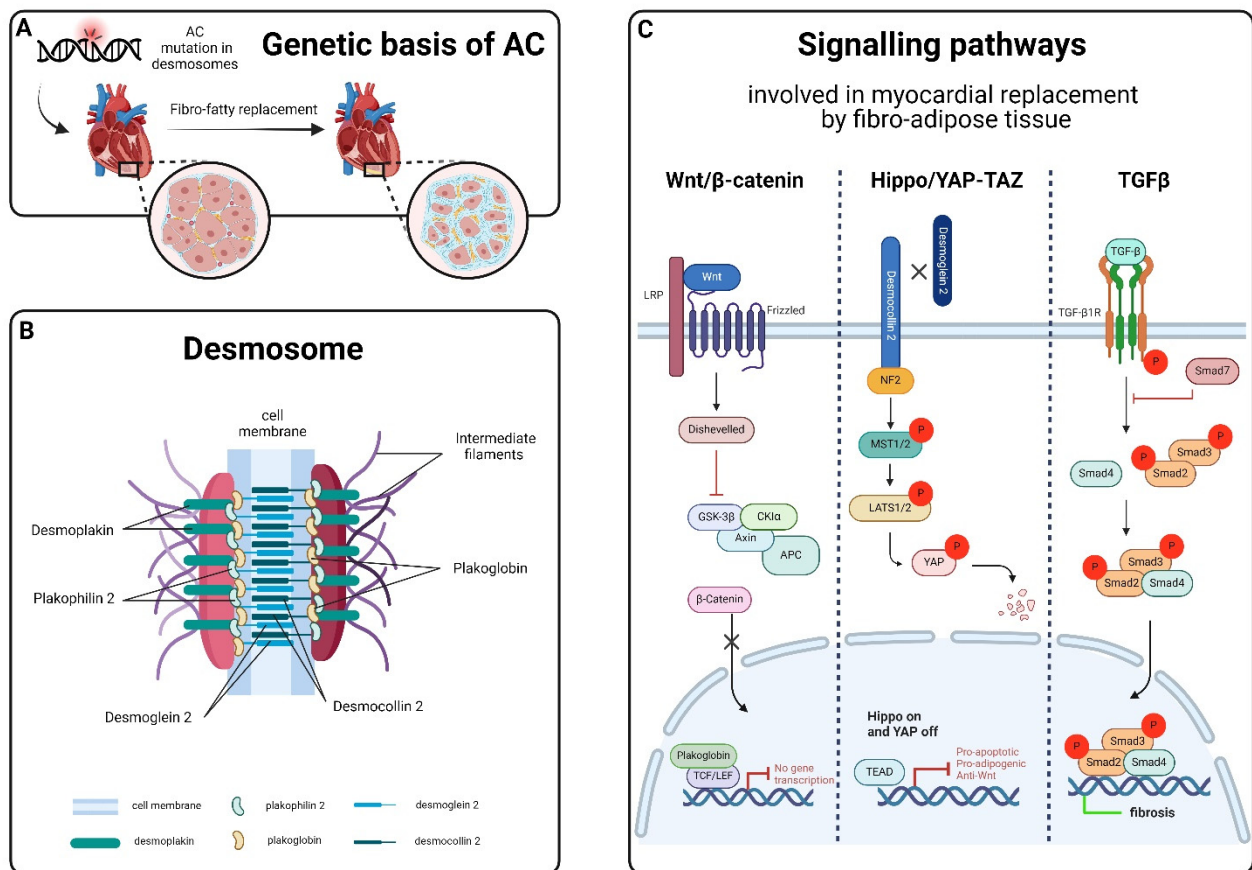 A
AC
mutation in
desmosomes
Genetic basis of AC
Fibro-fatty replacement
B
Desmosome
cell
membrane
Intermediate
filaments
Desmoplakin
Plakoglobin
Plakophilin 2
Desmoglein 2
Desmocollin 2
cell membrane
plakophilin 2
desmoglein 2
desmoplakin
plakoglobin
desmocollin 2
C
Signalling pathways
involved in myocardial replacement
by fibro-adipose tissue
Wnt/β-catenin
LRP
Wnt
Frizzled
Dishevelled
GSK-3β
CKlα
Axin
APC
β-Catenin
Plakoglobin
TCF/LEF
No gene
transcription
Hippo/YAP-TAZ
Desmocollin 2
Desmoglein 2
NF2
MST1/2
P
LATS1/2
P
YAP
P
Hippo on
and YAP off
TEAD
Pro-apoptotic
Pro-adipogenic
Anti-Wnt
TGFβ
TGF-β
TGF-β1R
P
Smad7
Smad4
P
Smad2
Smad3
P
P
Smad2
Smad3
P
Smad4
P
Smad2
Smad3
P
Smad4
fibrosis